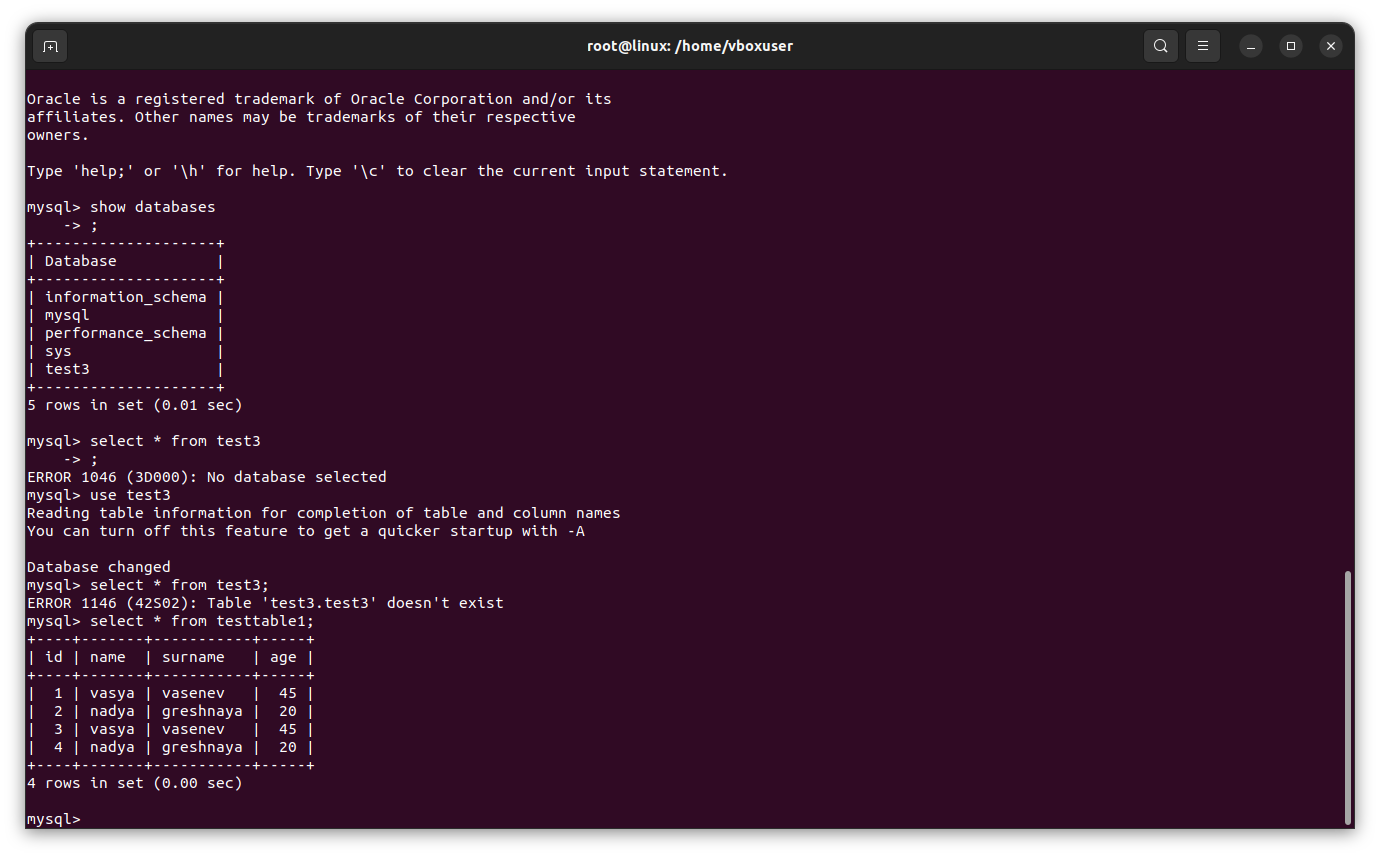 root@linux: /home/vboxuser
Oracle is a registered trademark of Oracle Corporation and/or its
affiliates. Other names may be trademarks of their respective
owners.

Type 'help;' or '\h' for help. Type '\c' to clear the current input statement.

mysql> show databases
    -> ;
+--------------------+
| Database           |
+--------------------+
| information_schema |
| mysql              |
| performance_schema |
| sys                |
| test3              |
+--------------------+
5 rows in set (0.01 sec)

mysql> select * from test3
    -> ;
ERROR 1046 (3D000): No database selected
mysql> use test3
Reading table information for completion of table and column names
You can turn off this feature to get a quicker startup with -A

Database changed
mysql> select * from test3;
ERROR 1146 (42S02): Table 'test3.test3' doesn't exist
mysql> select * from testtable1;
+----+-------+-----------+-----+
| id | name  | surname   | age |
+----+-------+-----------+-----+
|  1 | vasya | vasenev   |  45 |
|  2 | nadya | greshnaya |  20 |
|  3 | vasya | vasenev   |  45 |
|  4 | nadya | greshnaya |  20 |
+----+-------+-----------+-----+
4 rows in set (0.00 sec)

mysql>